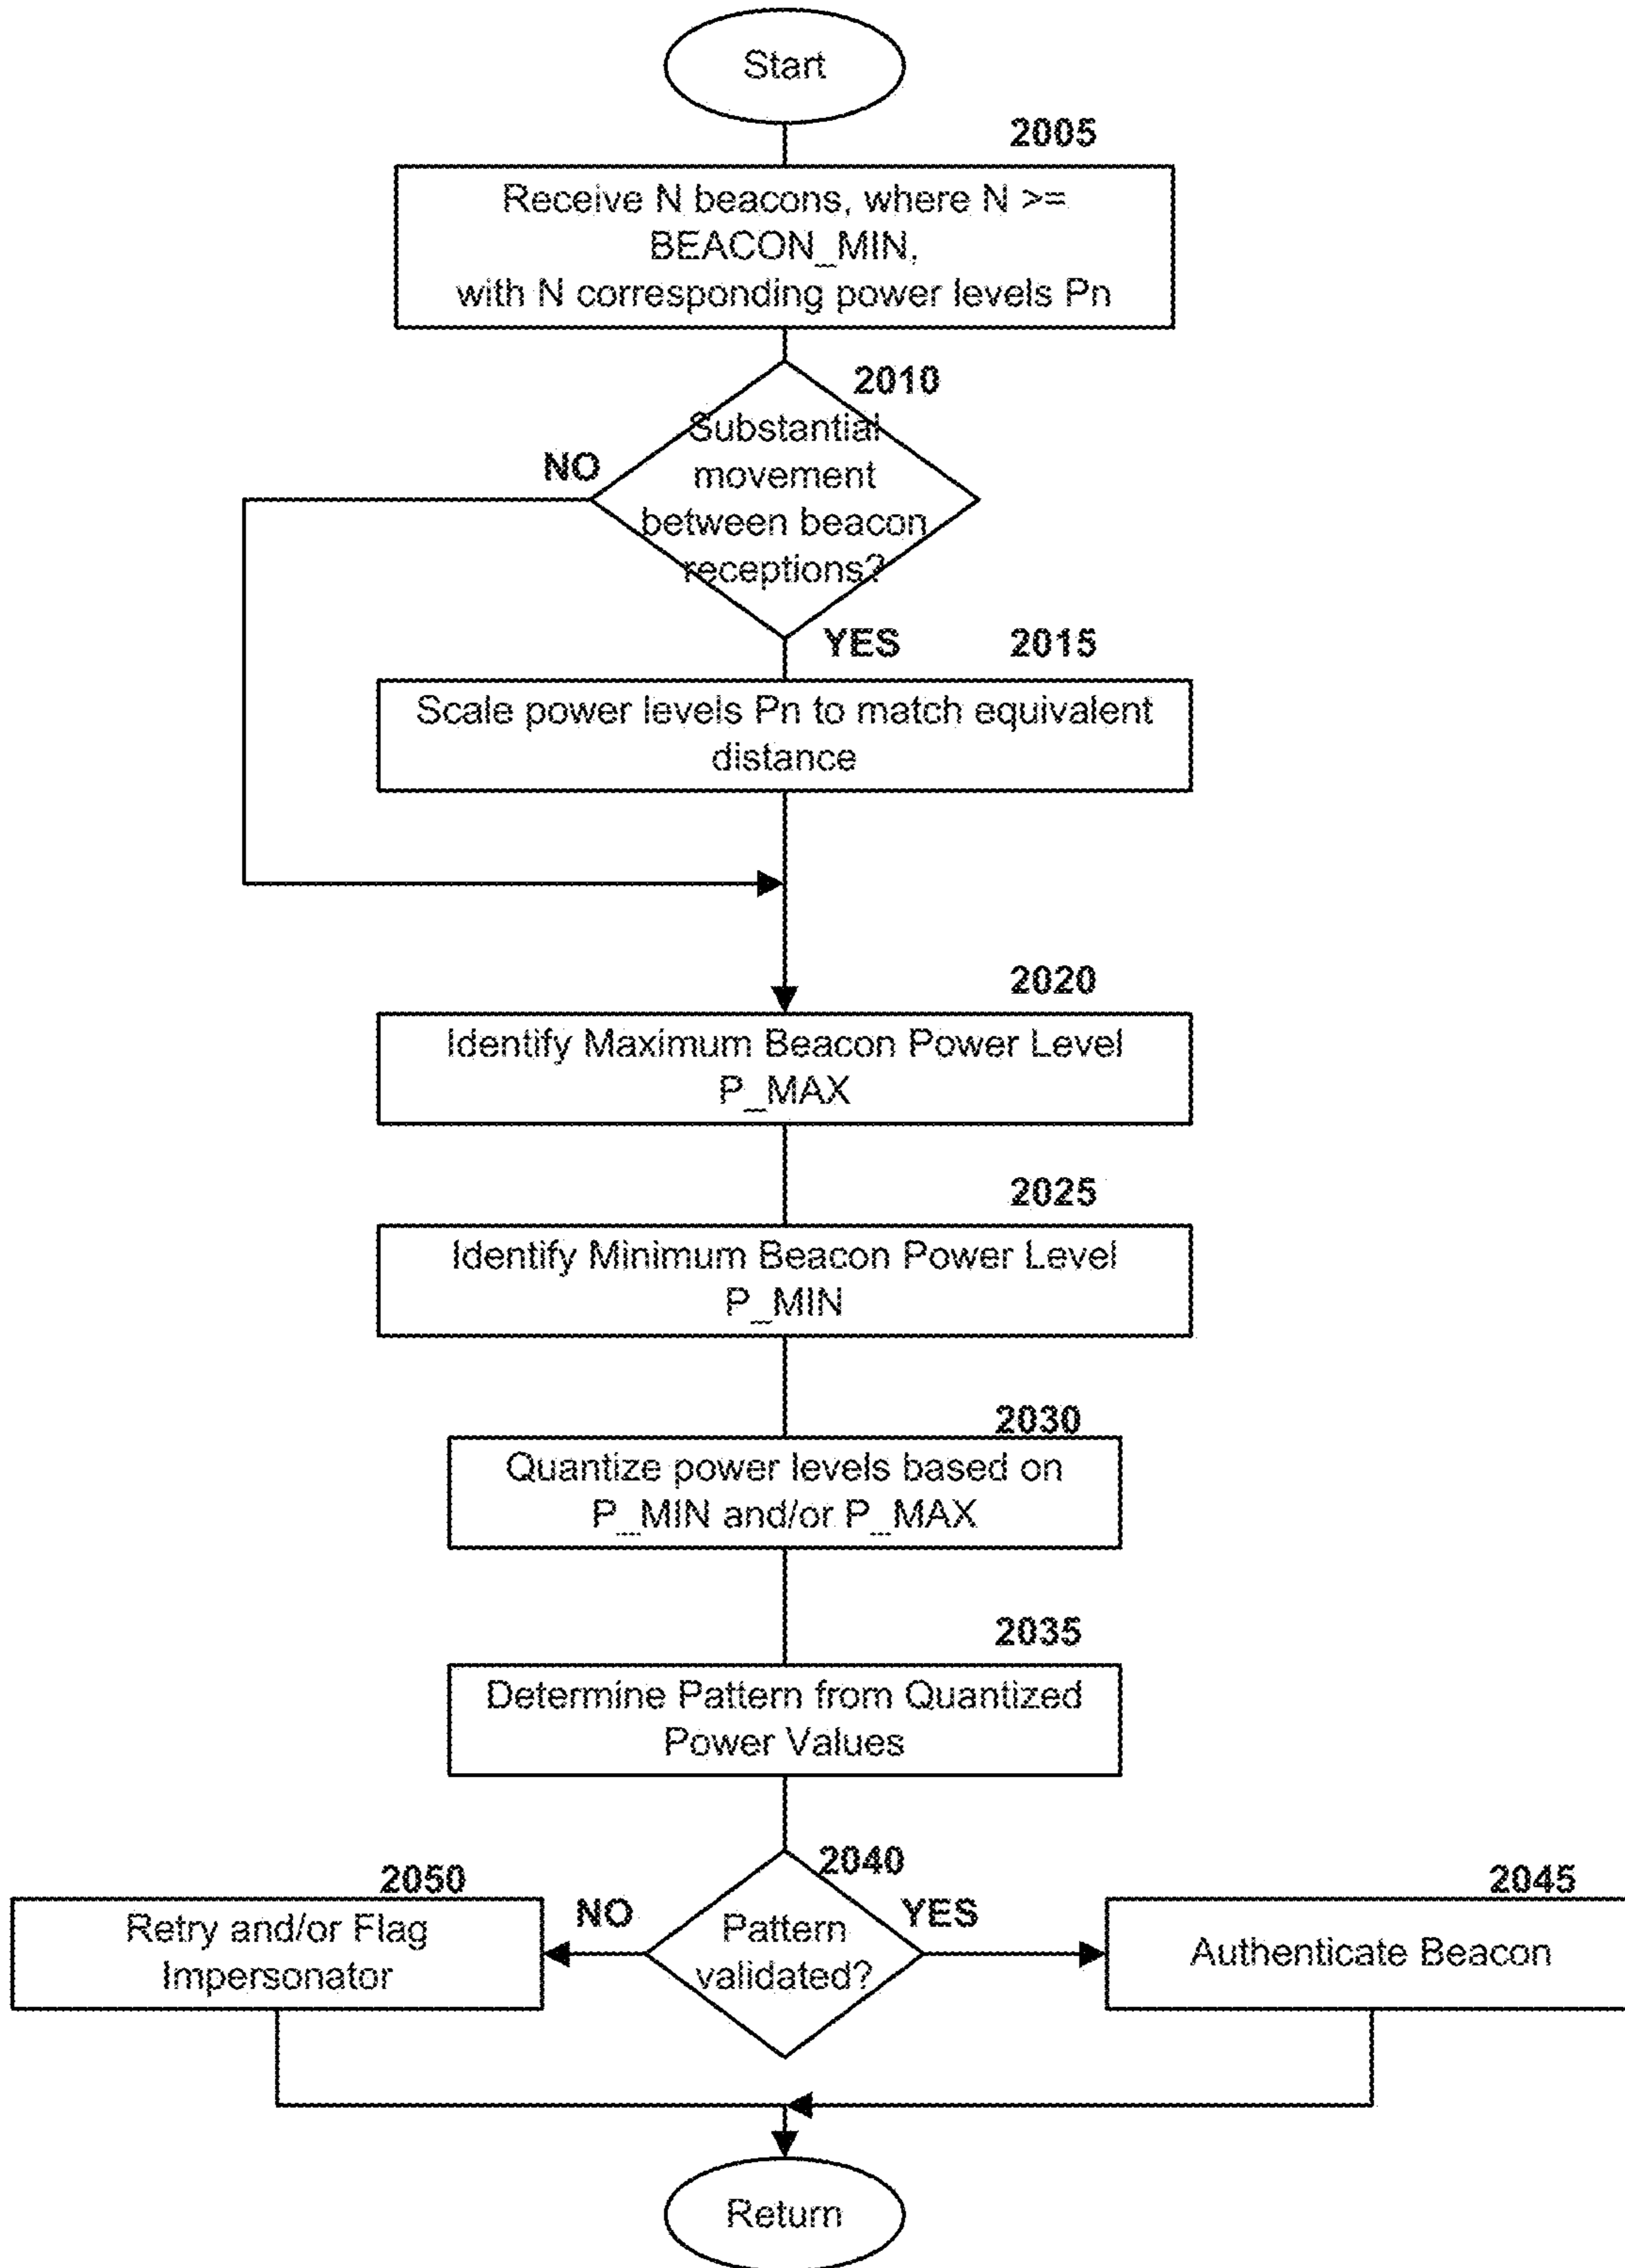 Start
2005
Receive N beacons, where N >=
BEACON_MIN,
with N corresponding power levels Pn
2010
Substantial
movement
between beacon
receptions?
NO
YES
2015
Scale power levels Pn to match equivalent
distance
2020
Identify Maximum Beacon Power Level
P_MAX
2025
Identify Minimum Beacon Power Level
P_MIN
2030
Quantize power levels based on
P_MIN and/or P_MAX
2035
Determine Pattern from Quantized
Power Values
2040
Pattern
validated?
NO
YES
2050
Retry and/or Flag
Impersonator
2045
Authenticate Beacon
Return